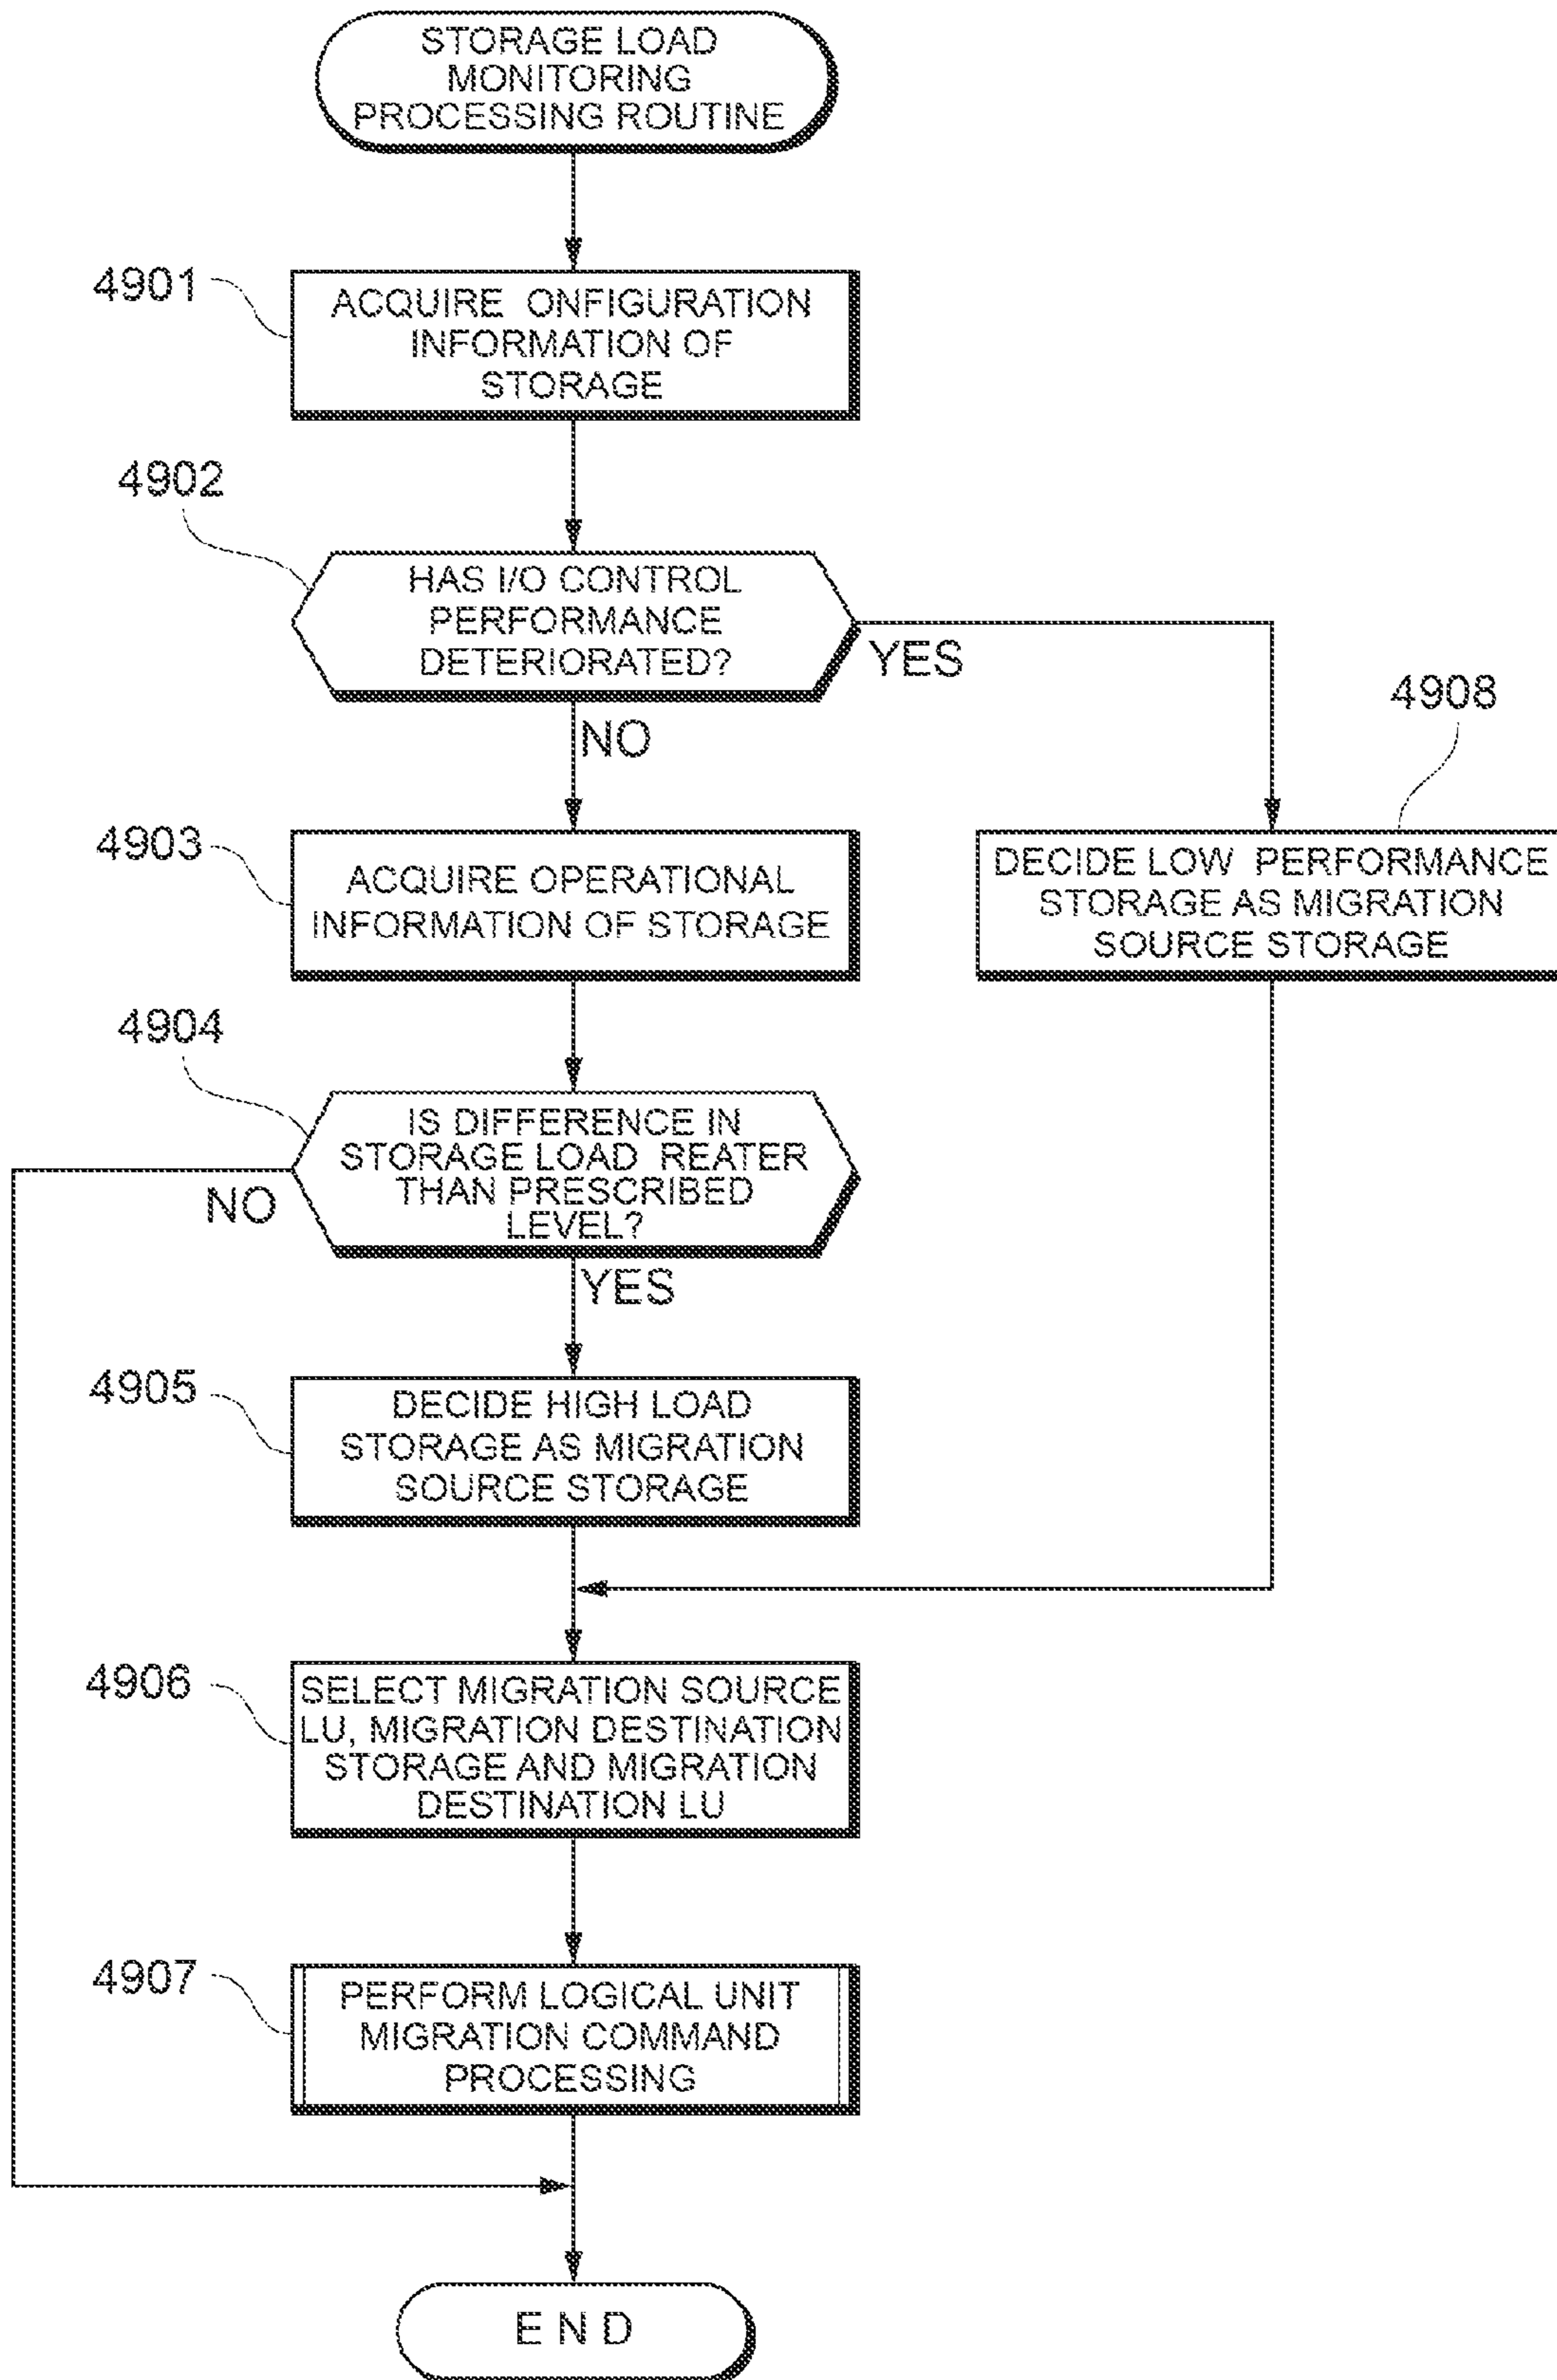 STORAGE LOAD
MONITORING
PROCESSING ROUTINE
4901
ACQUIRE ONFIGURATION
INFORMATION OF
STORAGE
4902
HAS I/O CONTROL
PERFORMANCE
DETERIORATED?
YES
NO
4908
DECIDE LOW PERFORMANCE
STORAGE AS MIGRATION
SOURCE STORAGE
4903
ACQUIRE OPERATIONAL
INFORMATION OF STORAGE
4904
IS DIFFERENCE IN
STORAGE LOAD REATER
THAN PRESCRIBED
LEVEL?
NO
YES
4905
DECIDE HIGH LOAD
STORAGE AS MIGRATION
SOURCE STORAGE
4906
SELECT MIGRATION SOURCE
LU, MIGRATION DESTINATION
STORAGE AND MIGRATION
DESTINATION LU
4907
PERFORM LOGICAL UNIT
MIGRATION COMMAND
PROCESSING
E N D